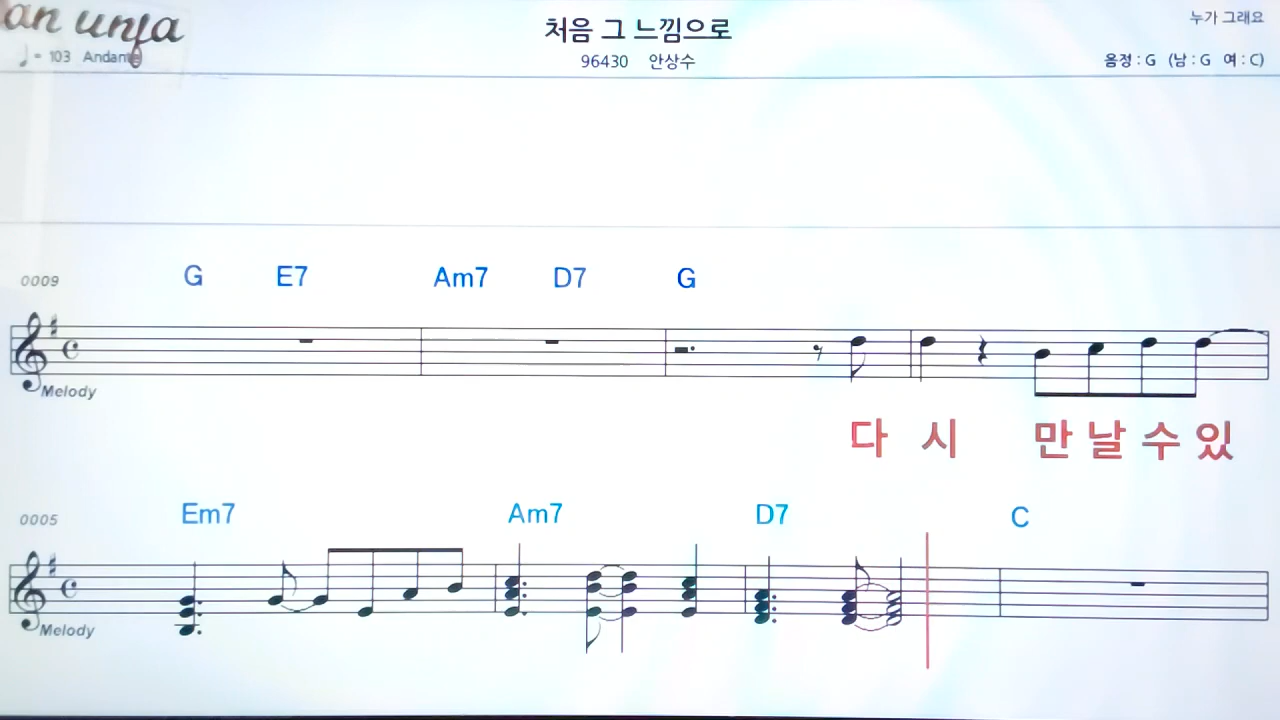 an unfa
처음 그 느낌으로
누가 그래요
♩= 103 Andante
96430 안상수
음정 : G (남 : G 여 : C)
0009 G E7 Am7 D7 G
Melody
다 시 만 날 수 있
0005 Em7 Am7 D7 C
Melody